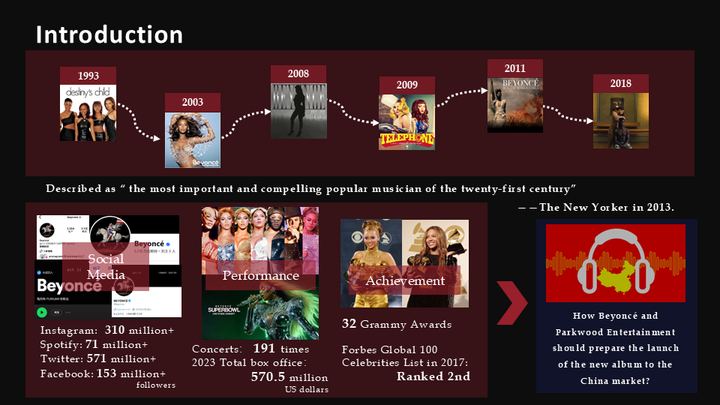 Introduction
1993
destiny's child
2003
Beyoncé
2008
BEYONCE
2009
TELEPHONE
2011
BEYONCÉ
2018
Described as “ the most important and compelling popular musician of the twenty-first century”
——The New Yorker in 2013.
Beyoncé
Social
Media
Beyoncé
Instagram: 310 million+
Spotify: 71 million+
Twitter: 571 million+
Facebook: 153 million+
followers
Performance
SUPERBOWL
Concerts: 191 times
2023 Total box office:
570.5 million
US dollars
Achievement
32 Grammy Awards
Forbes Global 100
Celebrities List in 2017:
Ranked 2nd
How Beyoncé and
Parkwood Entertainment
should prepare the launch
of the new album to the
China market?